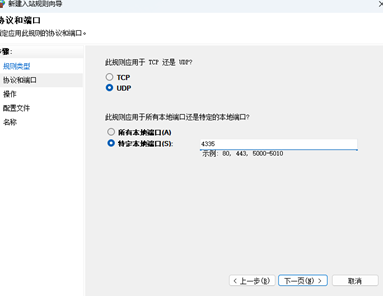 新建入站规则向导
协议和端口
指定应用此规则的协议和端口。
步骤:
规则类型
协议和端口
操作
配置文件
名称
此规则应用于 TCP 还是 UDP?
TCP
UDP
此规则应用于所有本地端口还是特定的本地端口?
所有本地端口(A)
特定本地端口(S):
4335
示例: 80, 443, 5000-5010
< 上一步(B)
下一页(N) >
取消